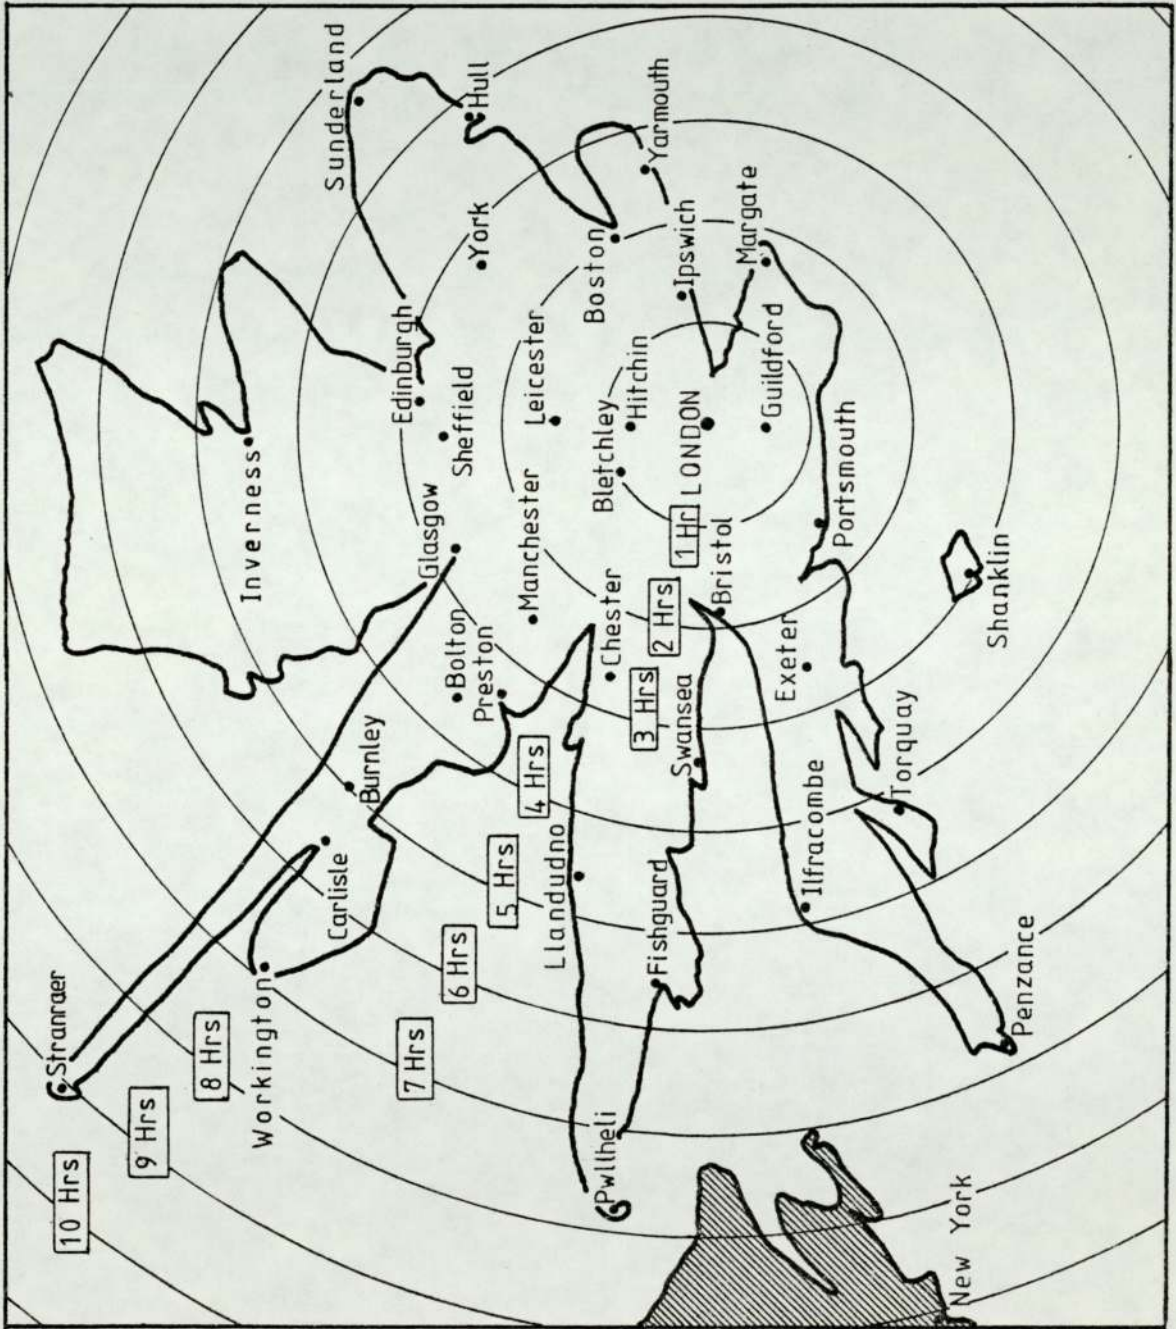 Stranraer
10 Hrs
9 Hrs
8 Hrs
Inverness
Workington
Sunderland
Carlisle
Burnley
Edinburgh
7 Hrs
Glasgow
Bolton
6 Hrs
Sheffield
York
Hull
Preston
5 Hrs
Manchester
Leicester
4 Hrs
Llandudno
Boston
Bletchley
Pwllheli
Chester
Hitchin
3 Hrs
Yarmouth
Fishguard
2 Hrs
Swansea
1 Hr
Ipswich
LONDON
Bristol
Margate
Guildford
Exeter
Ilfracombe
Portsmouth
Torquay
New York
Shanklin
Penzance